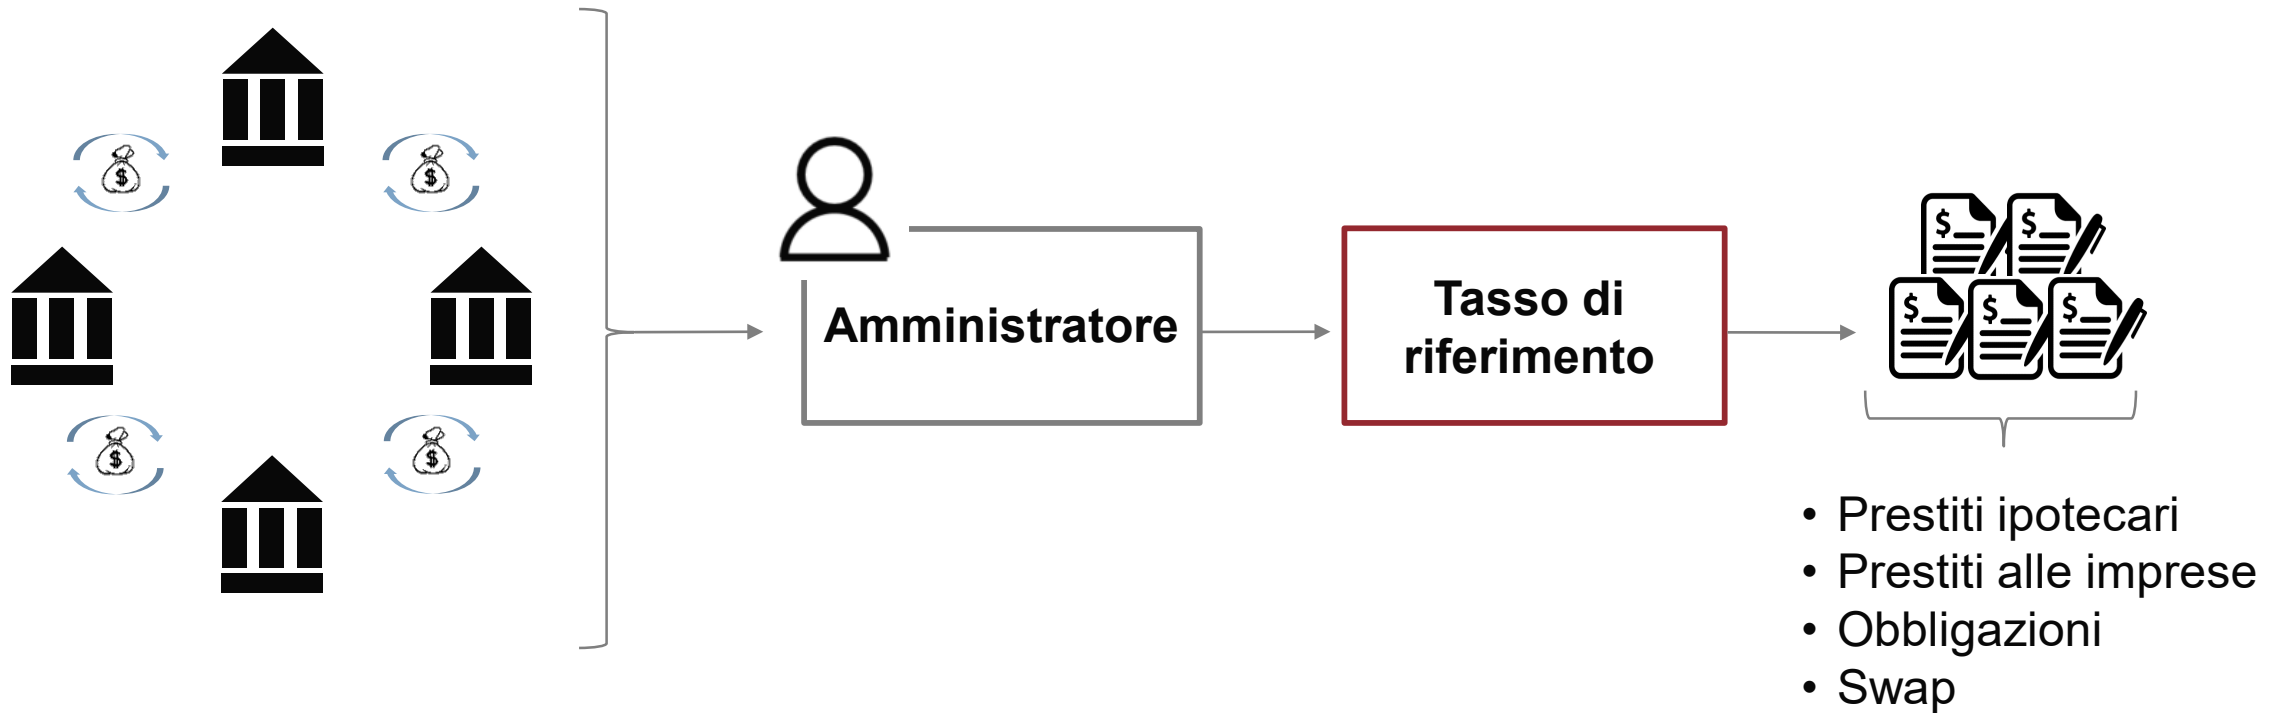 $
$
$
$
Amministratore
Tasso di
riferimento
$
$
$
$
$
• Prestiti ipotecari
• Prestiti alle imprese
• Obbligazioni
• Swap